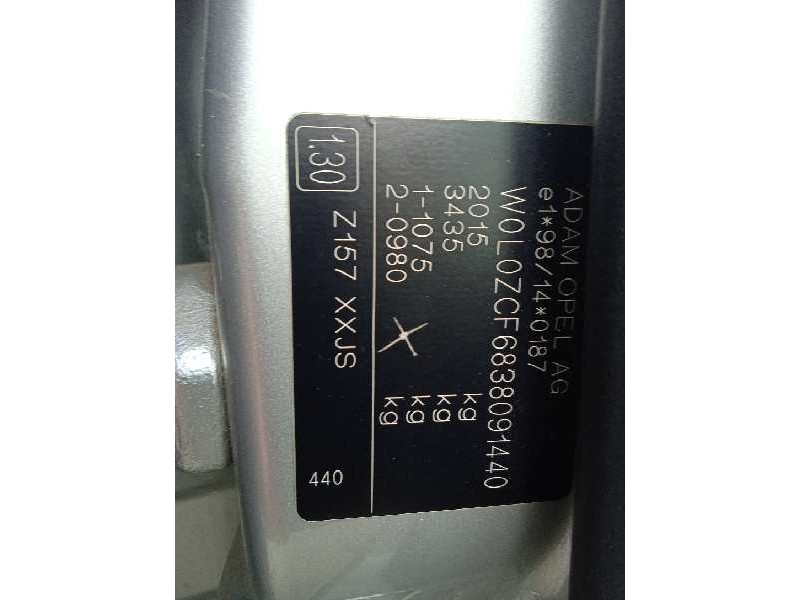 ADAM OPEL AG
e1*98/14*0187
W0L0ZCF6838091440
2015 kg
3435 kg
1-1075 kg
2-0980 kg
1.30 Z157 XXJS 440